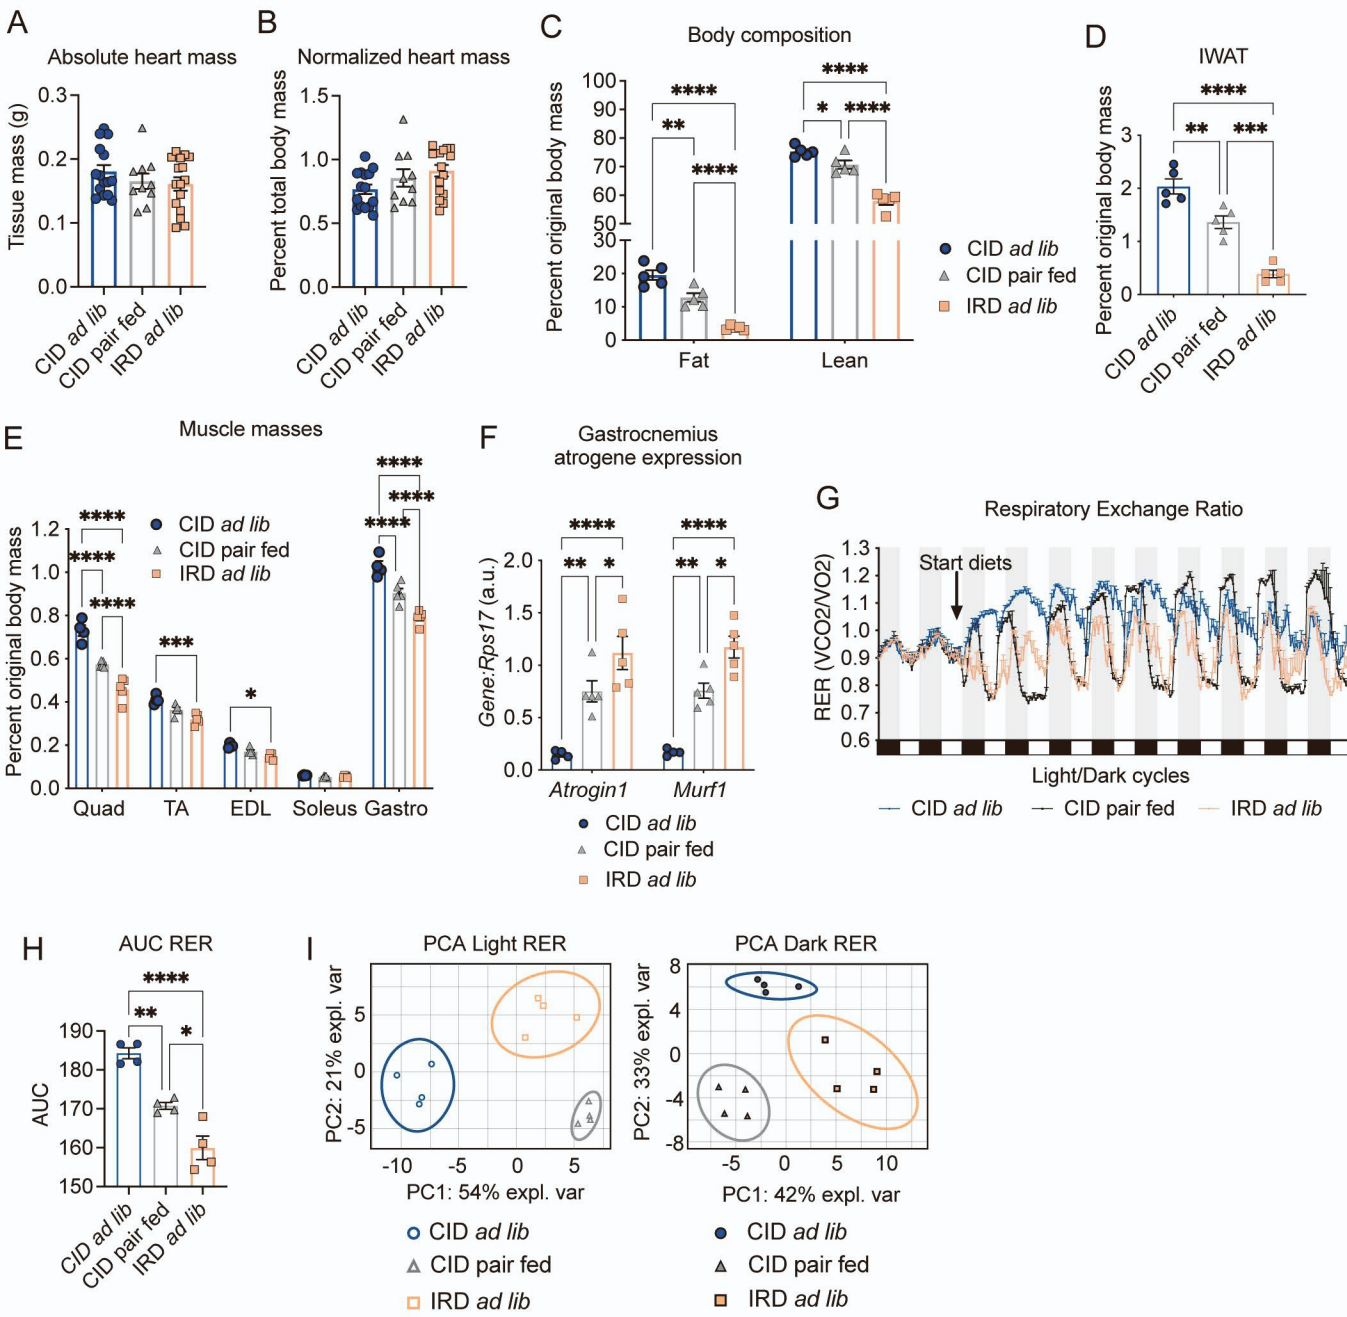 A
Absolute heart mass
Tissue mass (g)
0.3
0.2
0.1
0.0
CID ad lib
CID pair fed
IRD ad lib
B
Normalized heart mass
Percent total body mass
1.5
1.0
0.5
0.0
CID ad lib
CID pair fed
IRD ad lib
C
Body composition
Percent original body mass
100
90
80
70
60
50
30
20
10
0
****
**
****
****
*
****
Fat
Lean
CID ad lib
CID pair fed
IRD ad lib
D
IWAT
Percent original body mass
3
2
1
0
****
**
***
CID ad lib
CID pair fed
IRD ad lib
E
Muscle masses
Percent original body mass
1.2
1.0
0.8
0.6
0.4
0.2
0.0
****
****
****
***
*
****
****
****
CID ad lib
CID pair fed
IRD ad lib
Quad
TA
EDL
Soleus
Gastro
F
Gastrocnemius
atrogene expression
Gene:Rps17 (a.u.)
2.0
1.5
1.0
0.5
0.0
****
**
*
****
**
*
Atrogin1
Murf1
CID ad lib
CID pair fed
IRD ad lib
G
Respiratory Exchange Ratio
RER (VCO2/VO2)
1.3
1.2
1.1
1.0
0.9
0.8
0.7
0.6
Start diets
Light/Dark cycles
CID ad lib
CID pair fed
IRD ad lib
H
AUC RER
AUC
190
180
170
160
150
****
**
*
CID ad lib
CID pair fed
IRD ad lib
I
PCA Light RER
PC2: 21% expl. var
5
0
-5
-10
-5
0
5
PC1: 54% expl. var
CID ad lib
CID pair fed
IRD ad lib
PCA Dark RER
PC2: 33% expl. var
8
4
0
-4
-8
-5
0
5
10
PC1: 42% expl. var
CID ad lib
CID pair fed
IRD ad lib